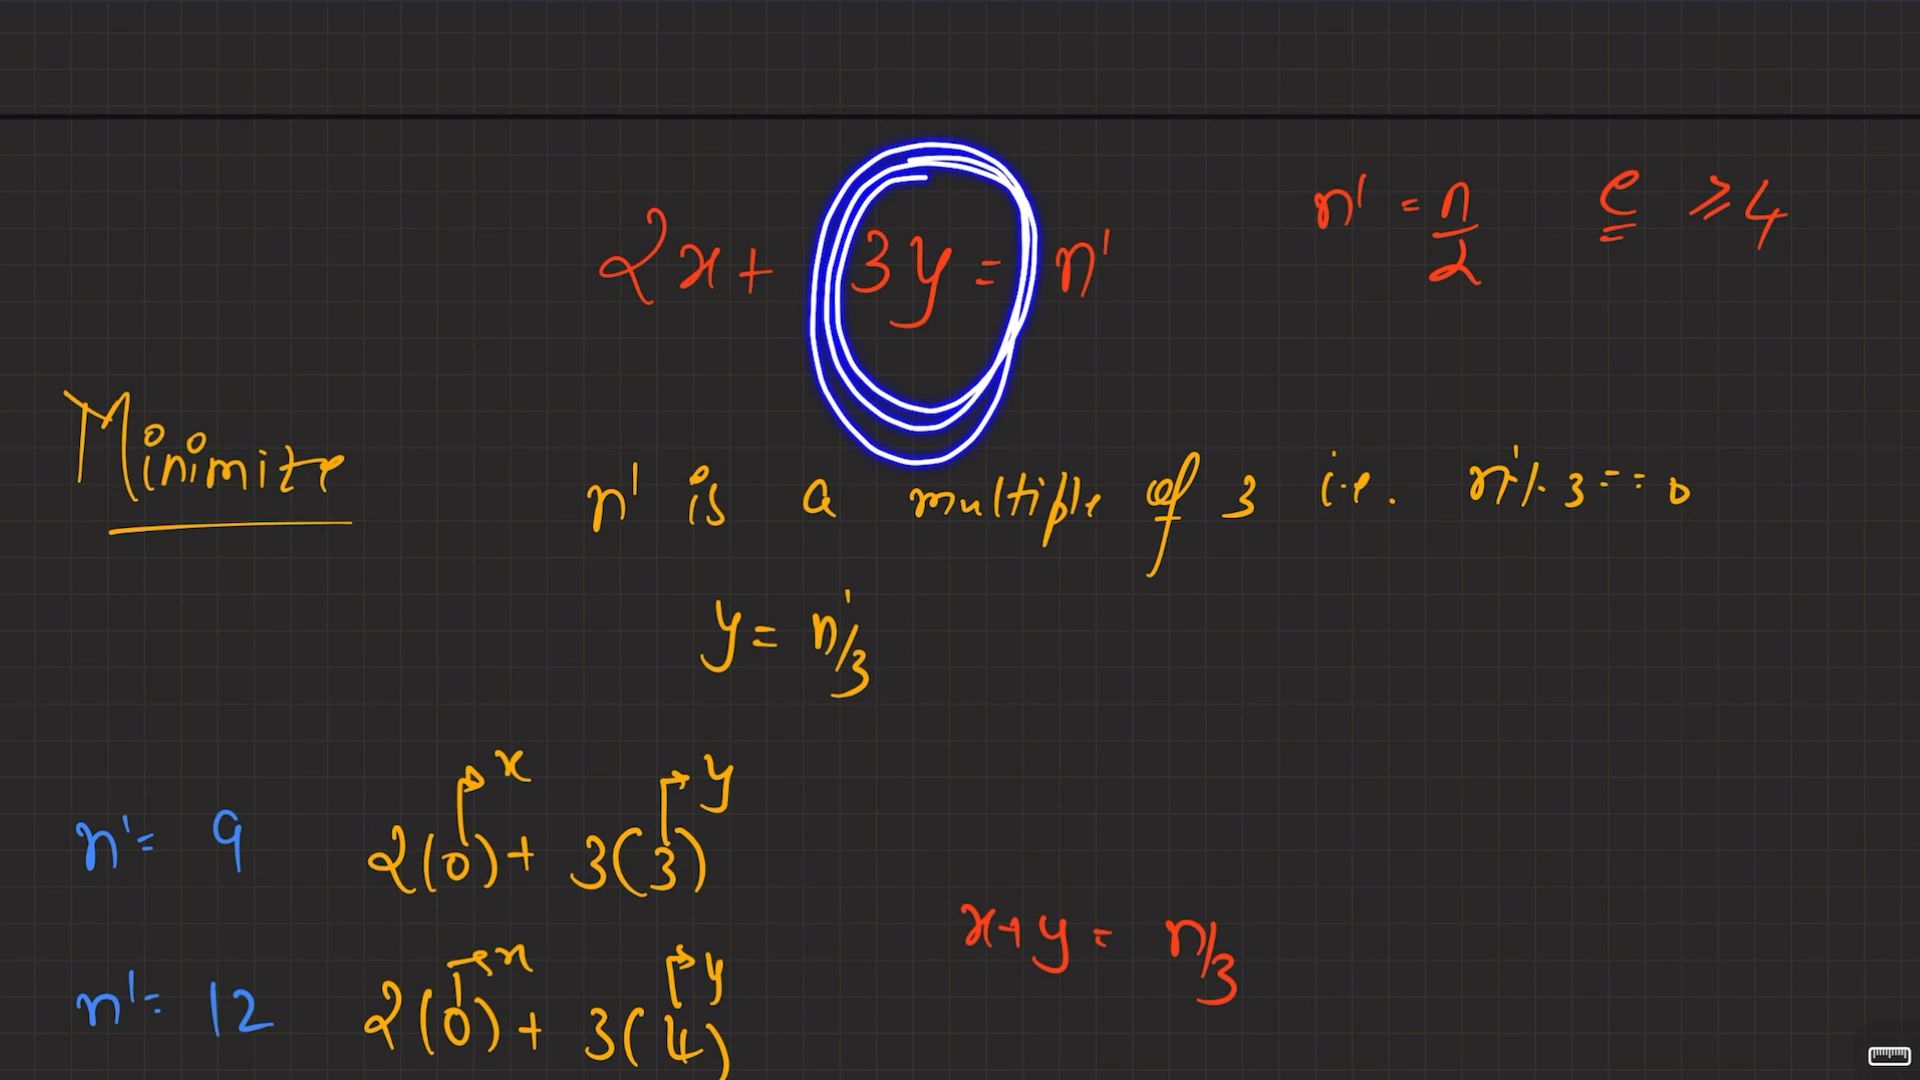 2x + 3y = n'
n' = n/2 e ≥ 4
Minimize
n' is a multiple of 3 i.e. n' % 3 == 0
y = n'/3
x y
n' = 9 2(0) + 3(3)
x + y = n/3
x y
n' = 12 2(0) + 3(4)